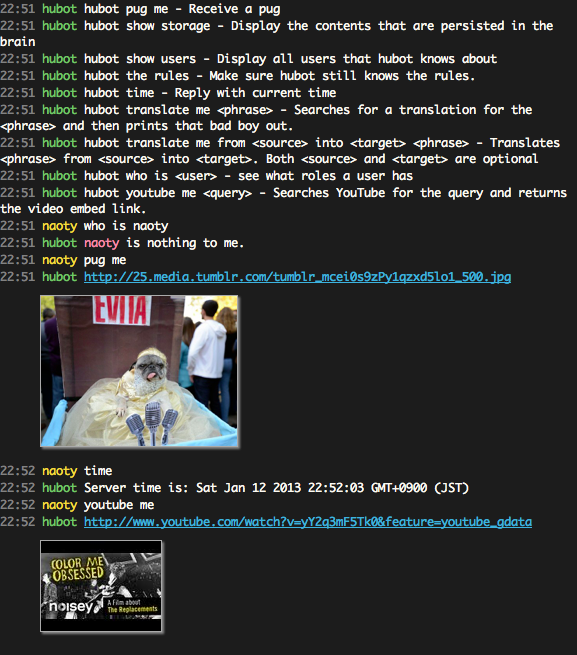 22:51 hubot hubot pug me - Receive a pug
22:51 hubot hubot show storage - Display the contents that are persisted in the
brain
22:51 hubot hubot show users - Display all users that hubot knows about
22:51 hubot hubot the rules - Make sure hubot still knows the rules.
22:51 hubot hubot time - Reply with current time
22:51 hubot hubot translate me <phrase> - Searches for a translation for the
<phrase> and then prints that bad boy out.
22:51 hubot hubot translate me from <source> into <target> <phrase> - Translates
<phrase> from <source> into <target>. Both <source> and <target> are optional
22:51 hubot hubot who is <user> - see what roles a user has
22:51 hubot hubot youtube me <query> - Searches YouTube for the query and returns
the video embed link.
22:51 naoty who is naoty
22:51 hubot naoty is nothing to me.
22:51 naoty pug me
22:51 hubot http://25.media.tumblr.com/tumblr_mcei0s9zPy1qzxd5lo1_500.jpg
EVITA
22:52 naoty time
22:52 hubot Server time is: Sat Jan 12 2013 22:52:03 GMT+0900 (JST)
22:52 naoty youtube me
22:52 hubot http://www.youtube.com/watch?v=yY2q3mF5Tk0&feature=youtube_gdata
COLOR ME
OBSESSED
noisey
A Film about
The Replacements